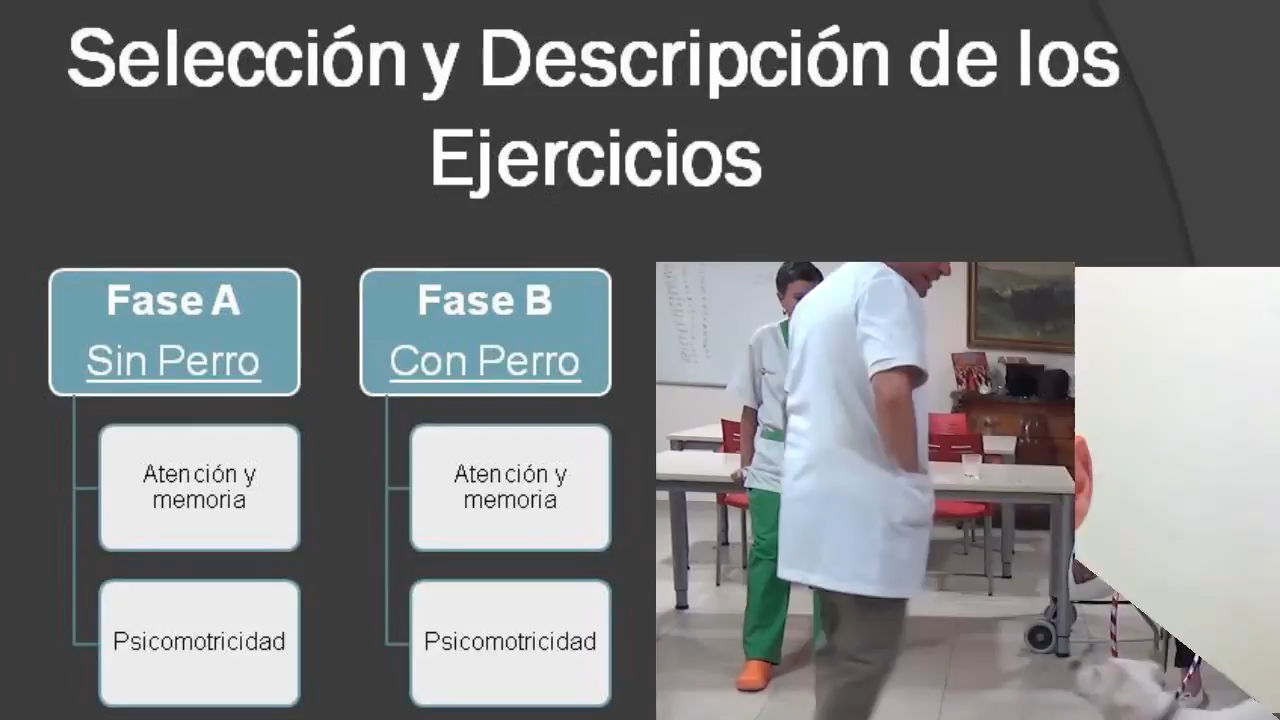 Selección y Descripción de los
Ejercicios
Fase A
Sin Perro
Fase B
Con Perro
Atención y
memoria
Atención y
memoria
Psicomotricidad
Psicomotricidad